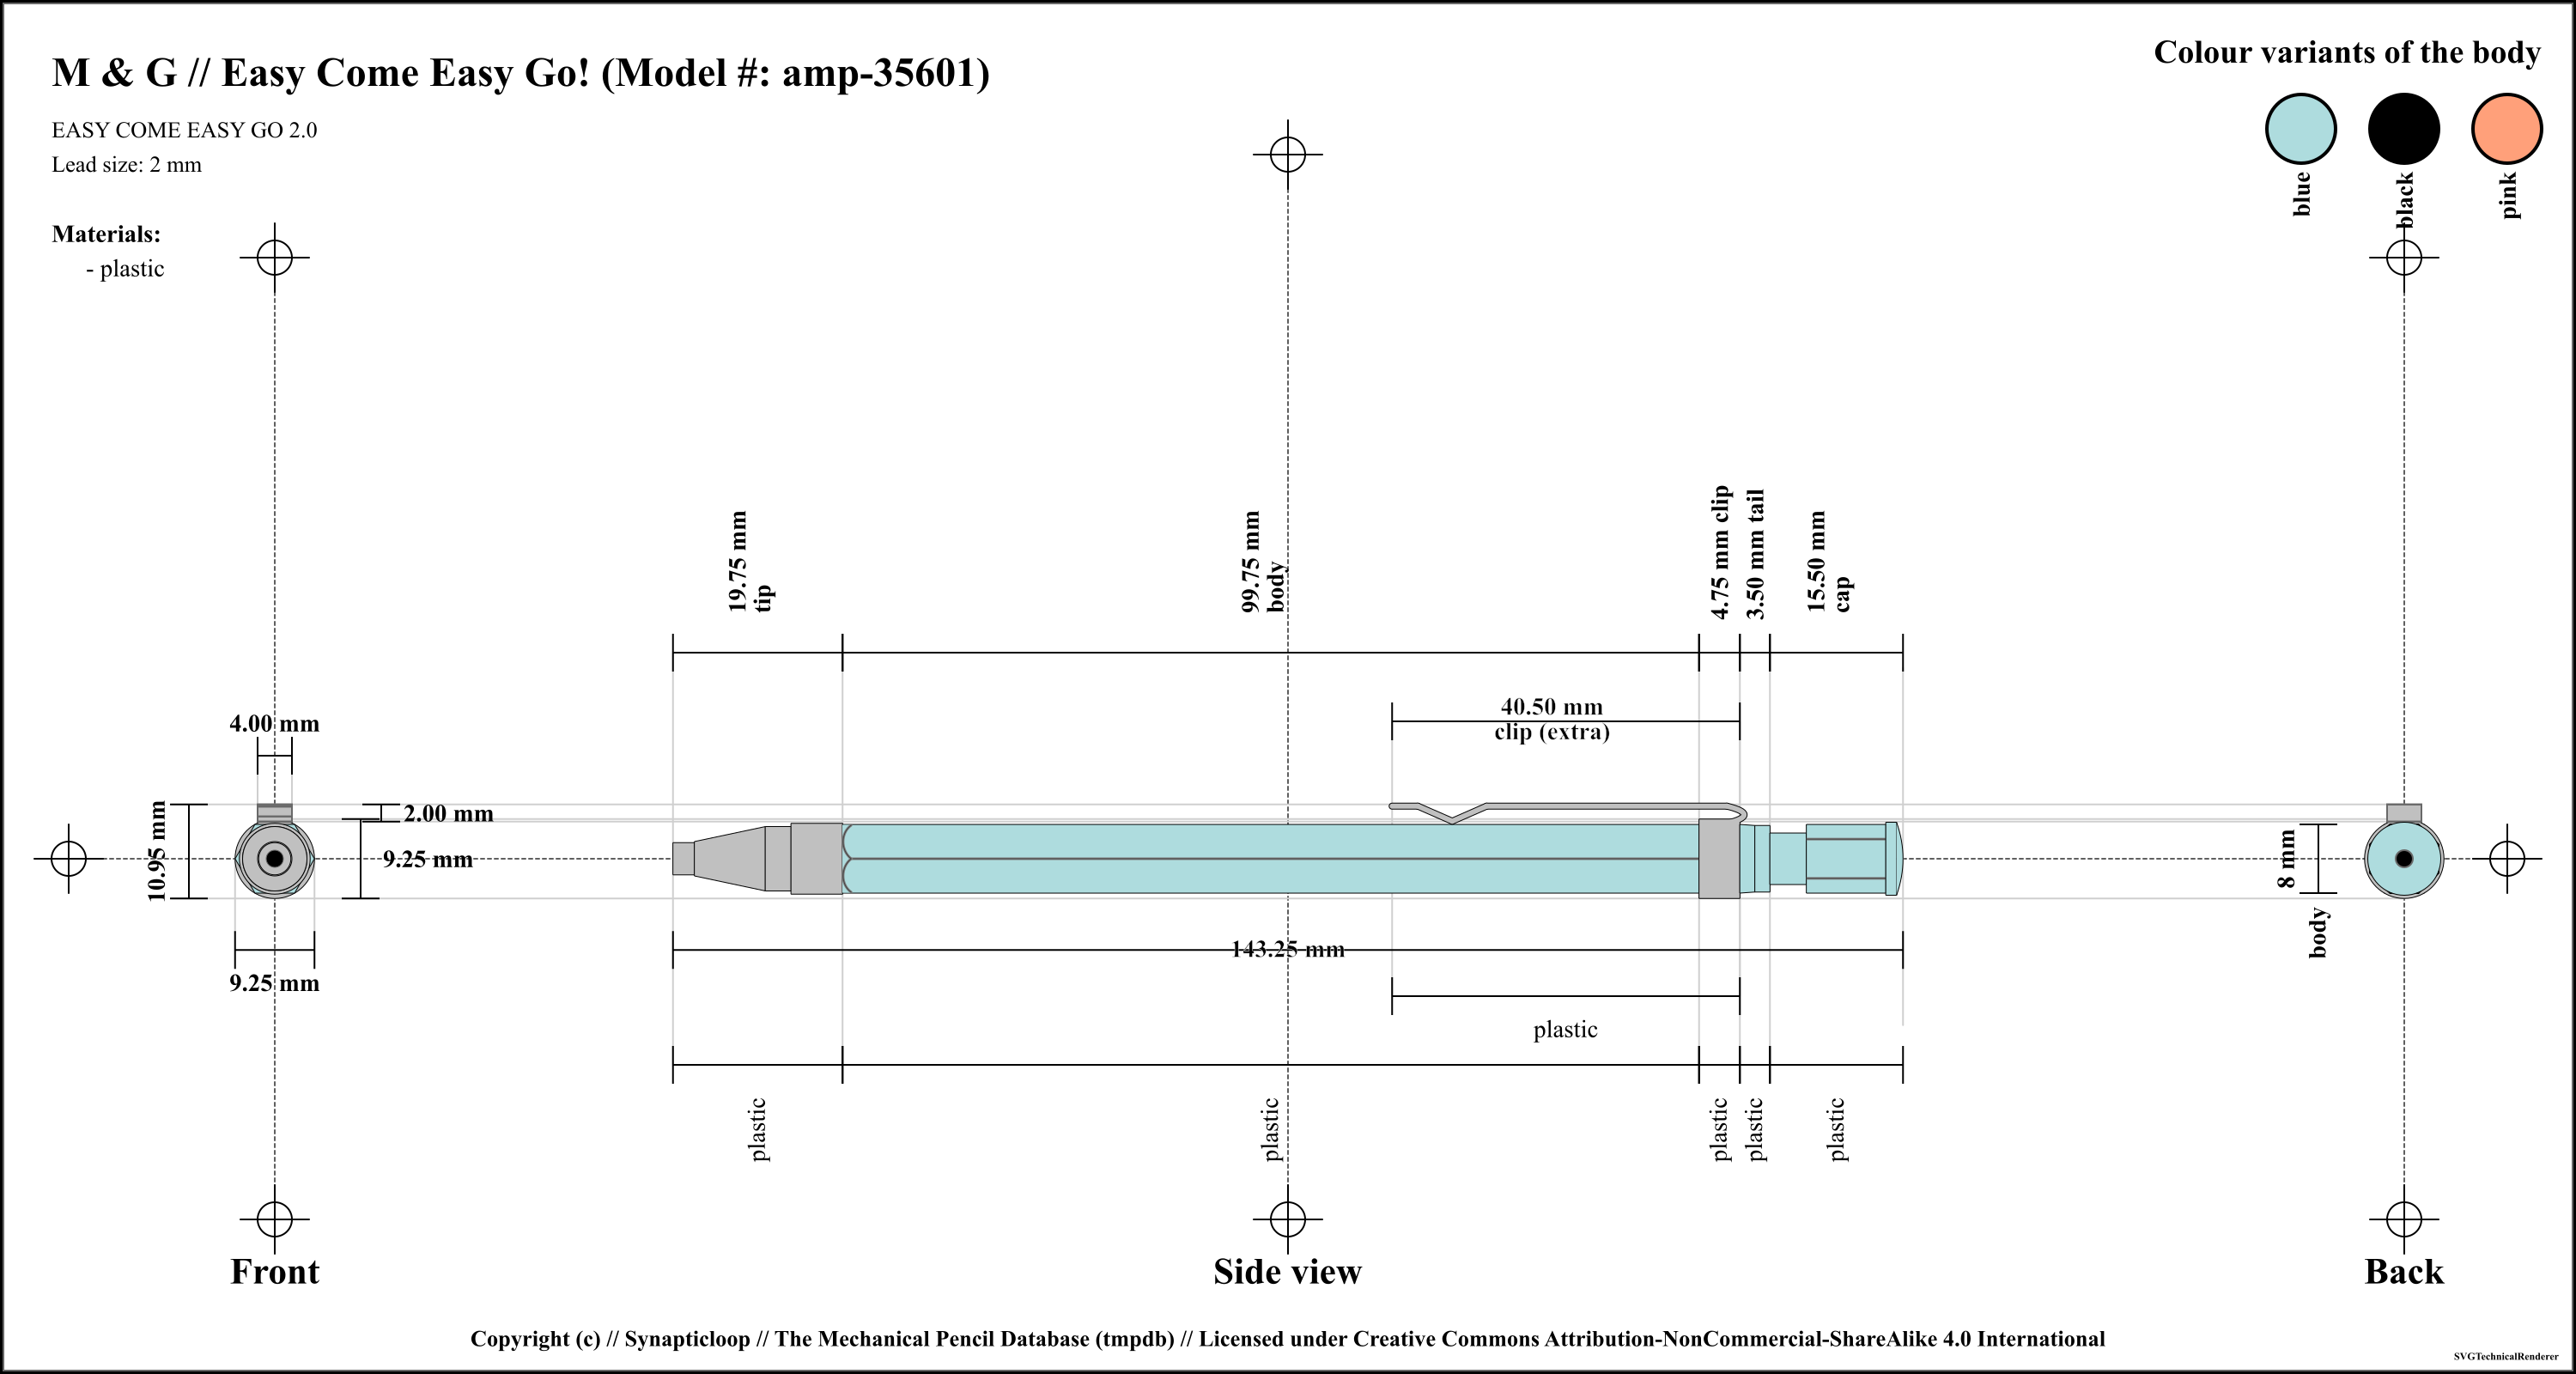 M & G // Easy Come Easy Go! (Model #: amp-35601)
EASY COME EASY GO 2.0
Lead size: 2 mm
Materials:
- plastic
Colour variants of the body
blue
black
pink
19.75 mm
tip
99.75 mm
body
4.75 mm clip
3.50 mm tail
15.50 mm
cap
40.50 mm
clip (extra)
4.00 mm
2.00 mm
10.95 mm
9.25 mm
9.25 mm
8 mm
body
143.25 mm
plastic
plastic
plastic
plastic
plastic
plastic
Front
Side view
Back
Copyright (c) // Synapticloop // The Mechanical Pencil Database (tmpdb) // Licensed under Creative Commons Attribution-NonCommercial-ShareAlike 4.0 International
SVGTechnicalRenderer